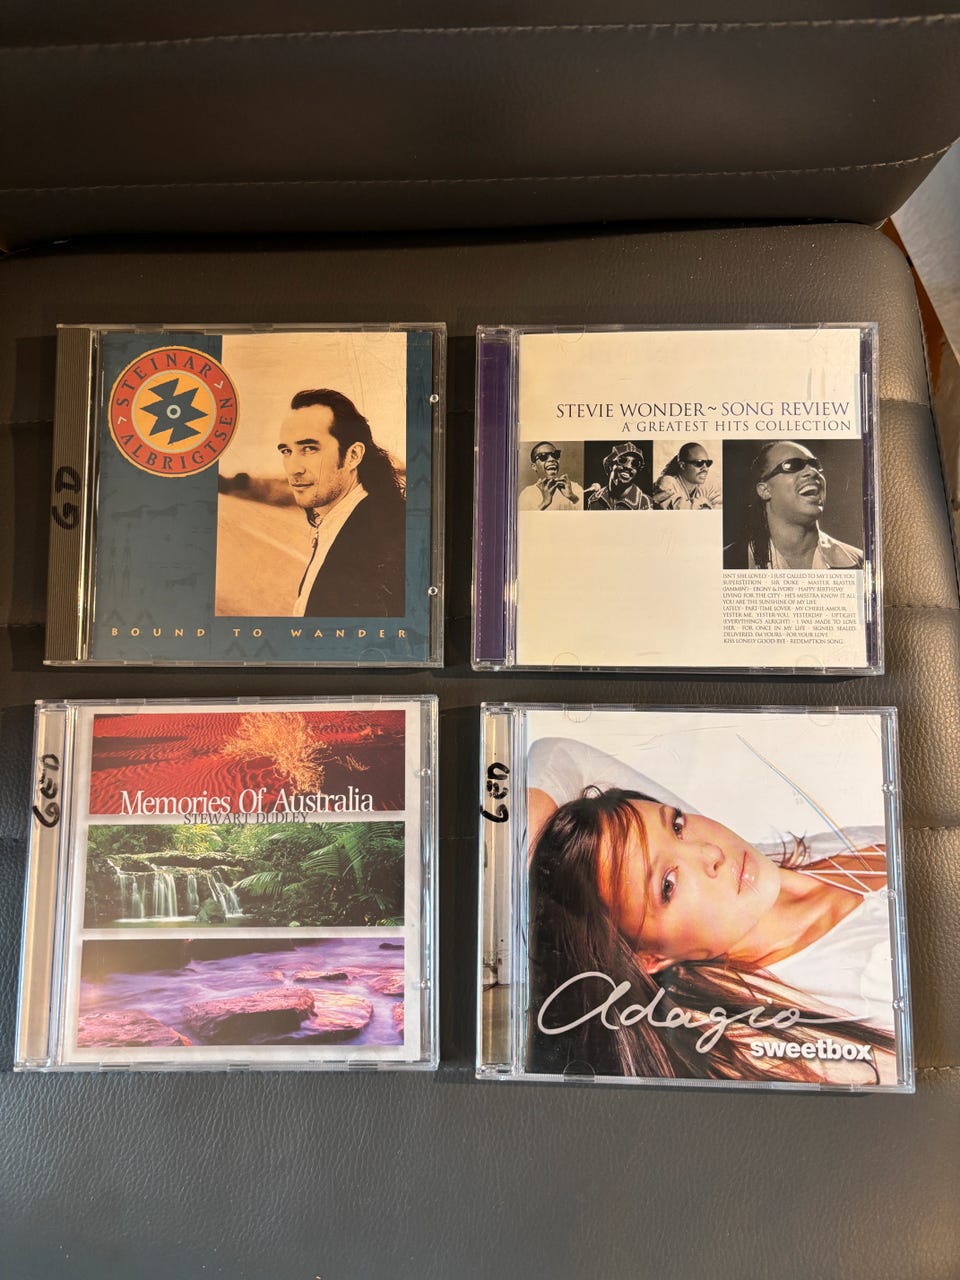 STEINAR
ALBRIGTSEN
BOUND TO WANDER
STEVIE WONDER~SONG REVIEW
A GREATEST HITS COLLECTION
ISN'T SHE LOVELY - I JUST CALLED TO SAY I LOVE YOU
SUPERSTITION - SIR DUKE - MASTER BLASTER
(JAMMIN') - EBONY & IVORY - HAPPY BIRTHDAY
LIVING FOR THE CITY - HE'S MISSTRA KNOW IT ALL
YOU ARE THE SUNSHINE OF MY LIFE
LATELY - PART-TIME LOVER - MY CHERIE AMOUR
YESTER-ME, YESTER-YOU, YESTERDAY - UPTIGHT
(EVERYTHING'S ALRIGHT) - I WAS MADE TO LOVE
HER - FOR ONCE IN MY LIFE - SIGNED, SEALED,
DELIVERED, I'M YOURS - FOR YOUR LOVE
KISS LONELY GOOD-BYE - REDEMPTION SONG
Memories Of Australia
STEWART DUDLEY
Adagio
sweetbox